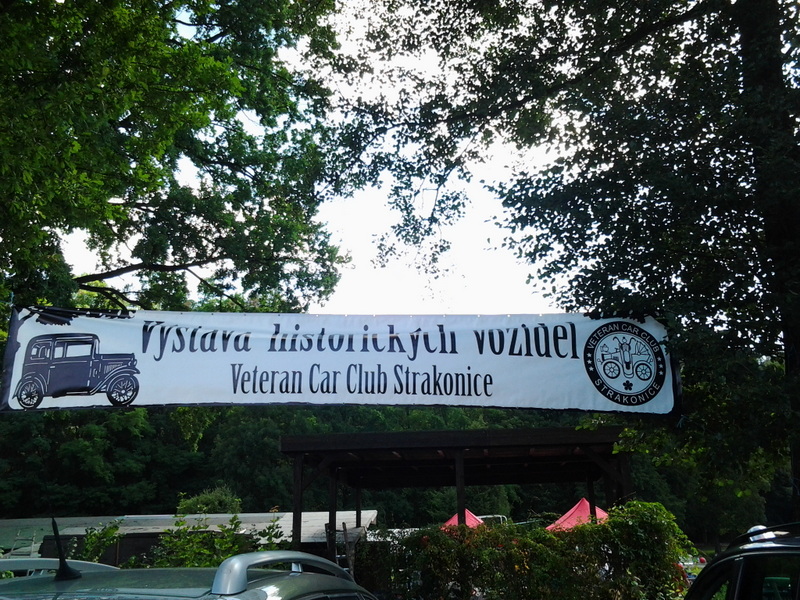 Výstava historických vozidel
Veteran Car Club Strakonice
VETERAN CAR CLUB
STRAKONICE